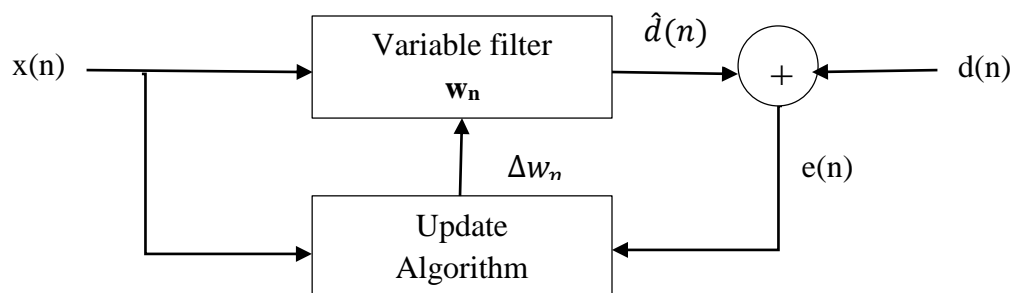 x(n)
Variable filter
wₙ
d̂(n)
+
d(n)
Δwₙ
e(n)
Update
Algorithm